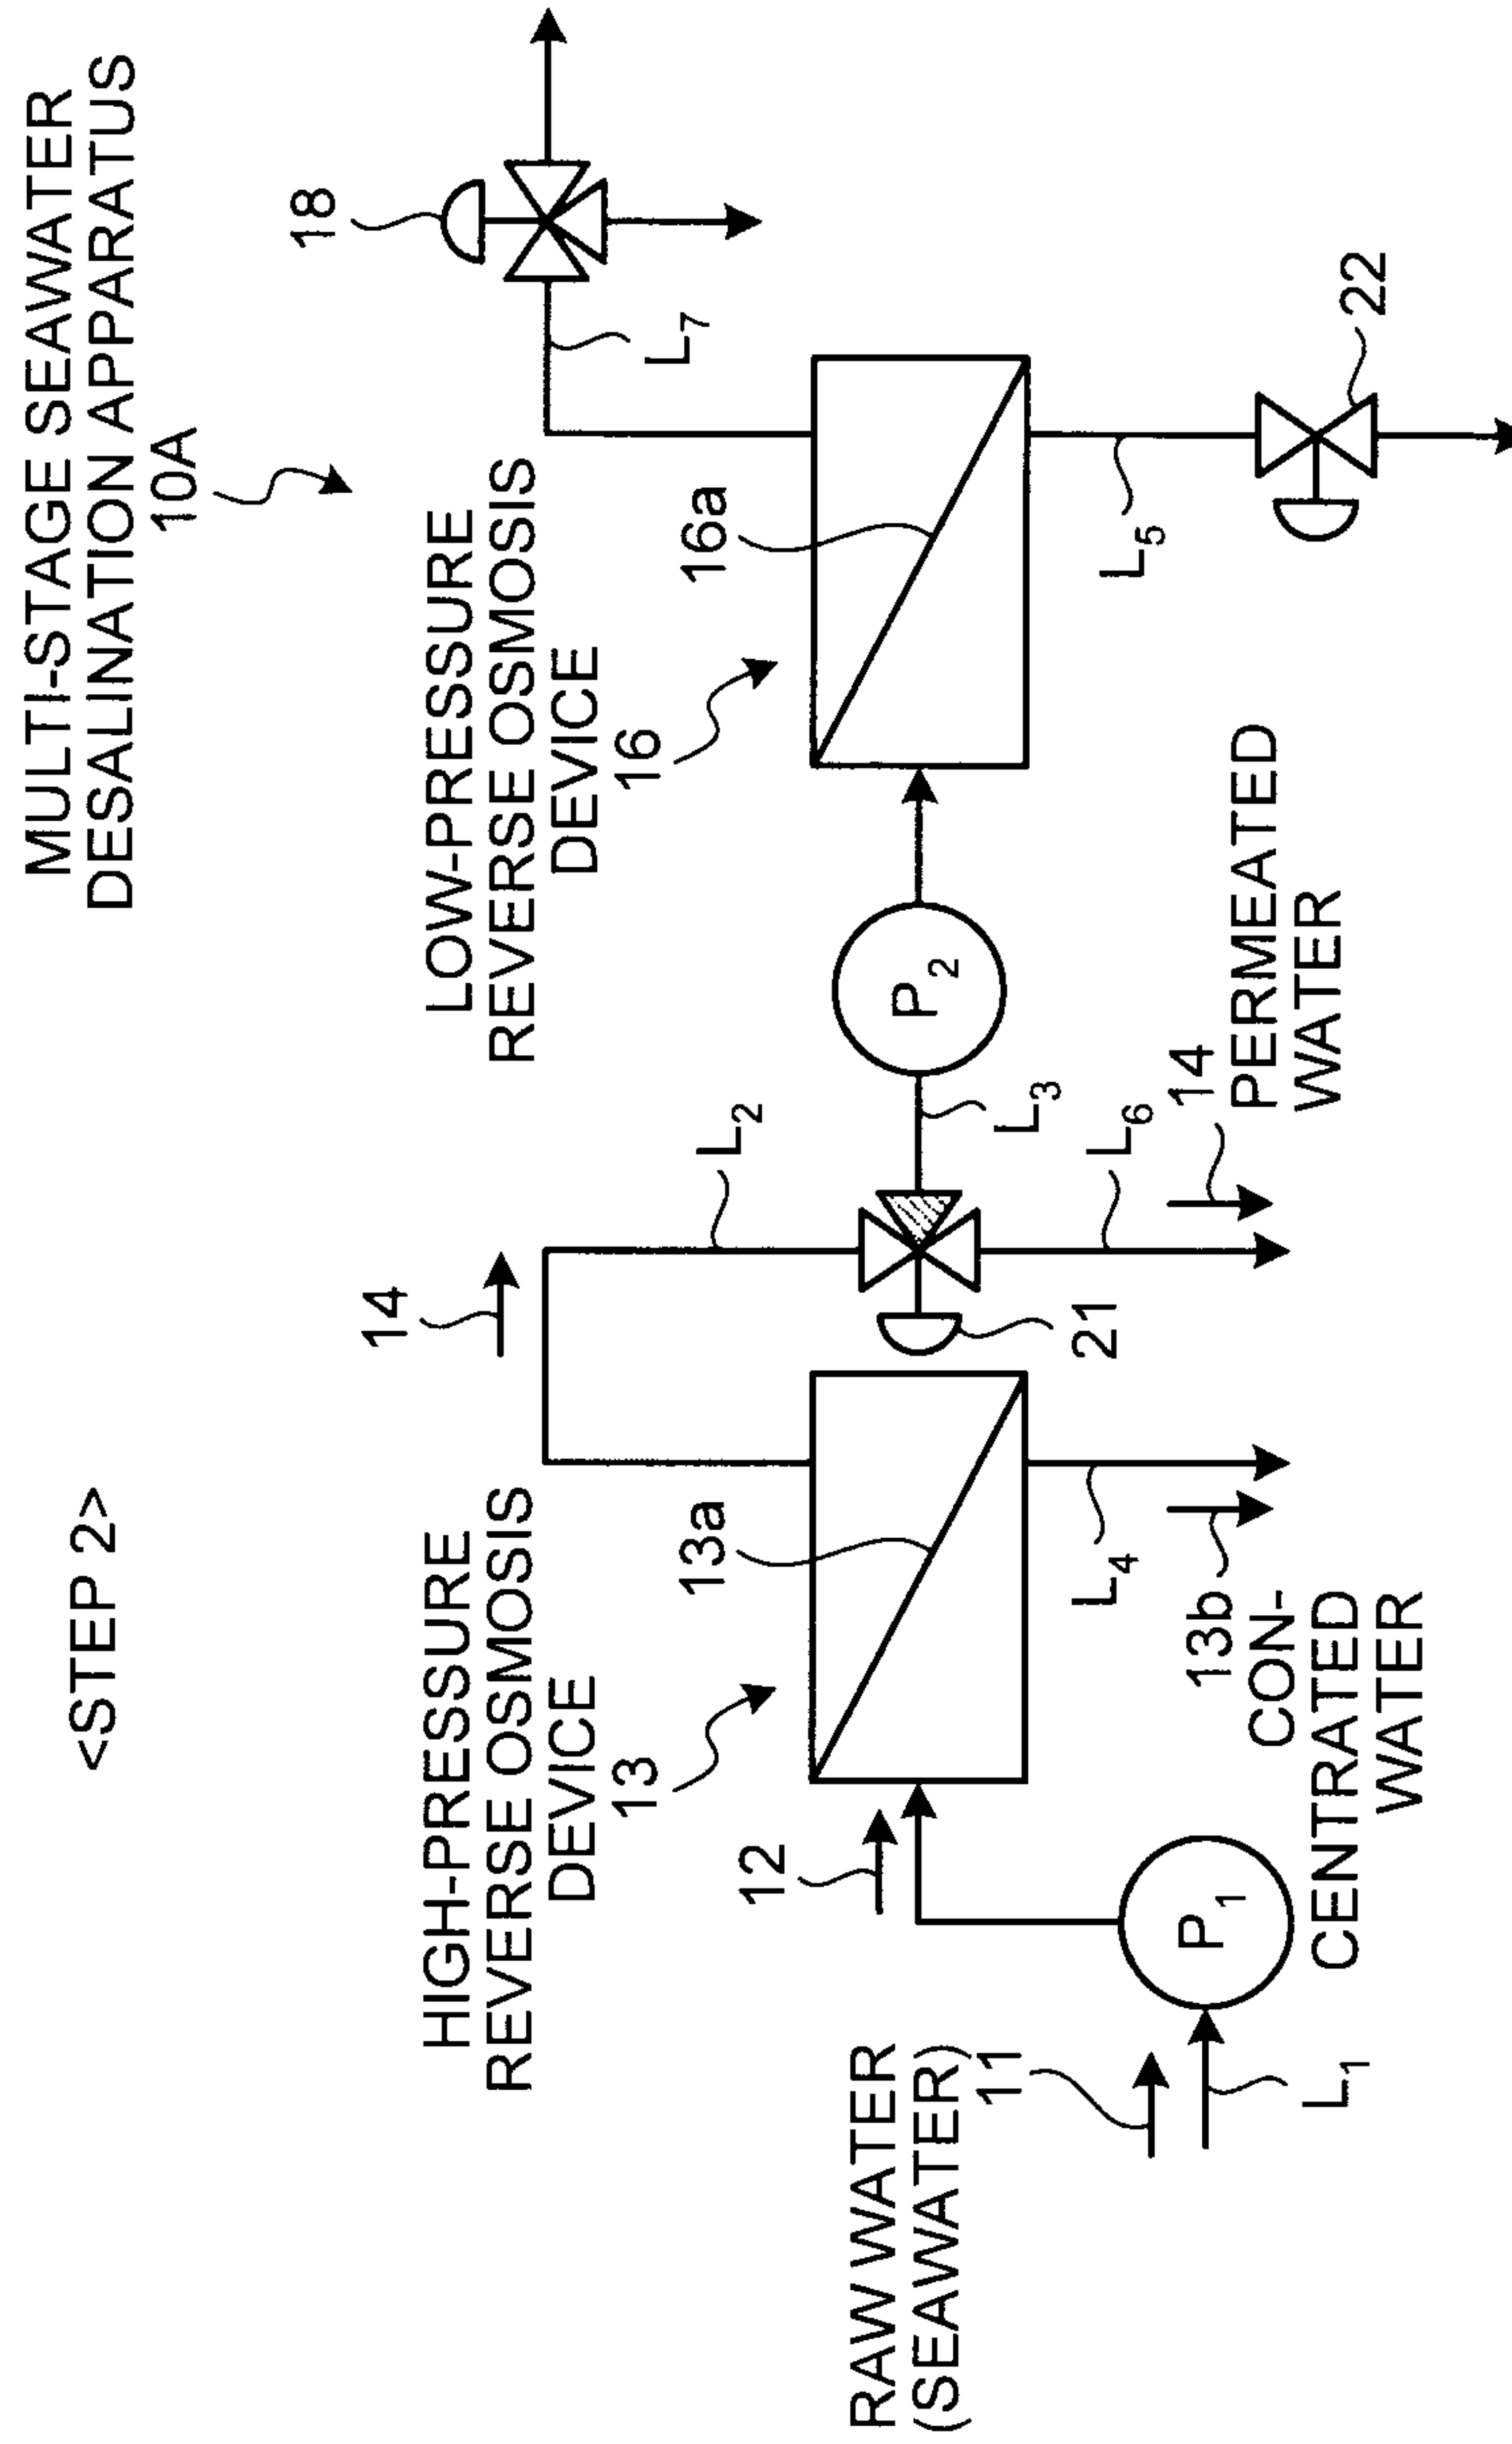 <STEP 2>
MULTI-STAGE SEAWATER
DESALINATION APPARATUS
10A
HIGH-PRESSURE
REVERSE OSMOSIS
DEVICE
13
13a
14
L2
LOW-PRESSURE
REVERSE OSMOSIS
DEVICE
16
16a
18
L7
RAW WATER
(SEAWATER)
11
L1
12
P1
L4
13b
CON-
CENTRATED
WATER
21
L3
L6
14
PERMEATED
WATER
P2
L5
22